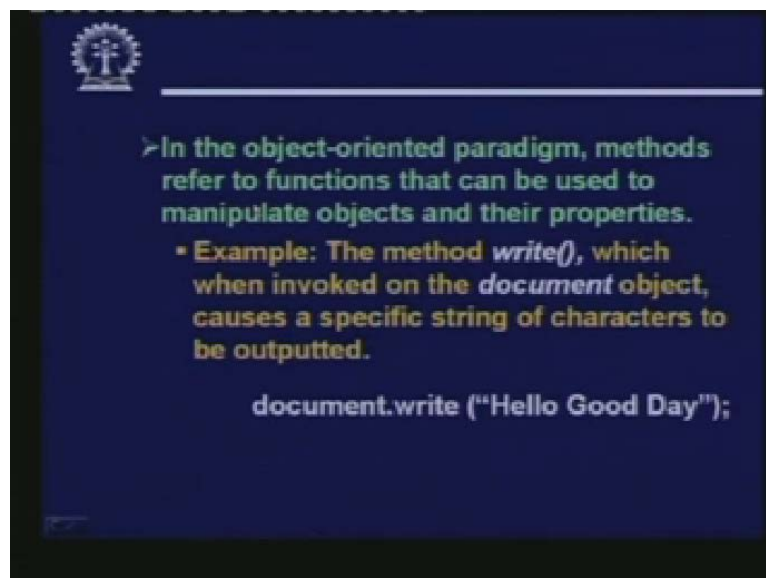 ➢In the object-oriented paradigm, methods
refer to functions that can be used to
manipulate objects and their properties.
▪ Example: The method write(), which
when invoked on the document object,
causes a specific string of characters to
be outputted.
document.write (“Hello Good Day”);